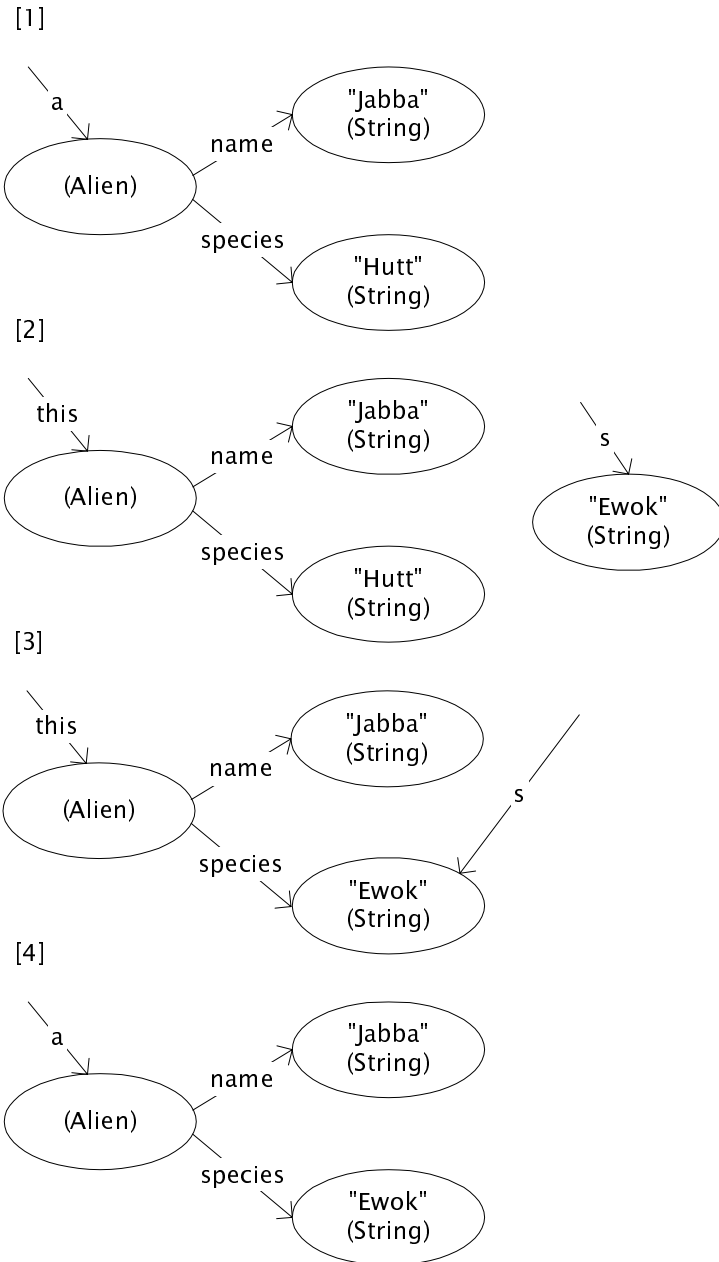 [1]
a
"Jabba"
(String)
name
(Alien)
species
"Hutt"
(String)
[2]
this
"Jabba"
(String)
s
name
(Alien)
"Ewok"
(String)
species
"Hutt"
(String)
[3]
this
"Jabba"
(String)
name
s
(Alien)
species
"Ewok"
(String)
[4]
a
"Jabba"
(String)
name
(Alien)
species
"Ewok"
(String)